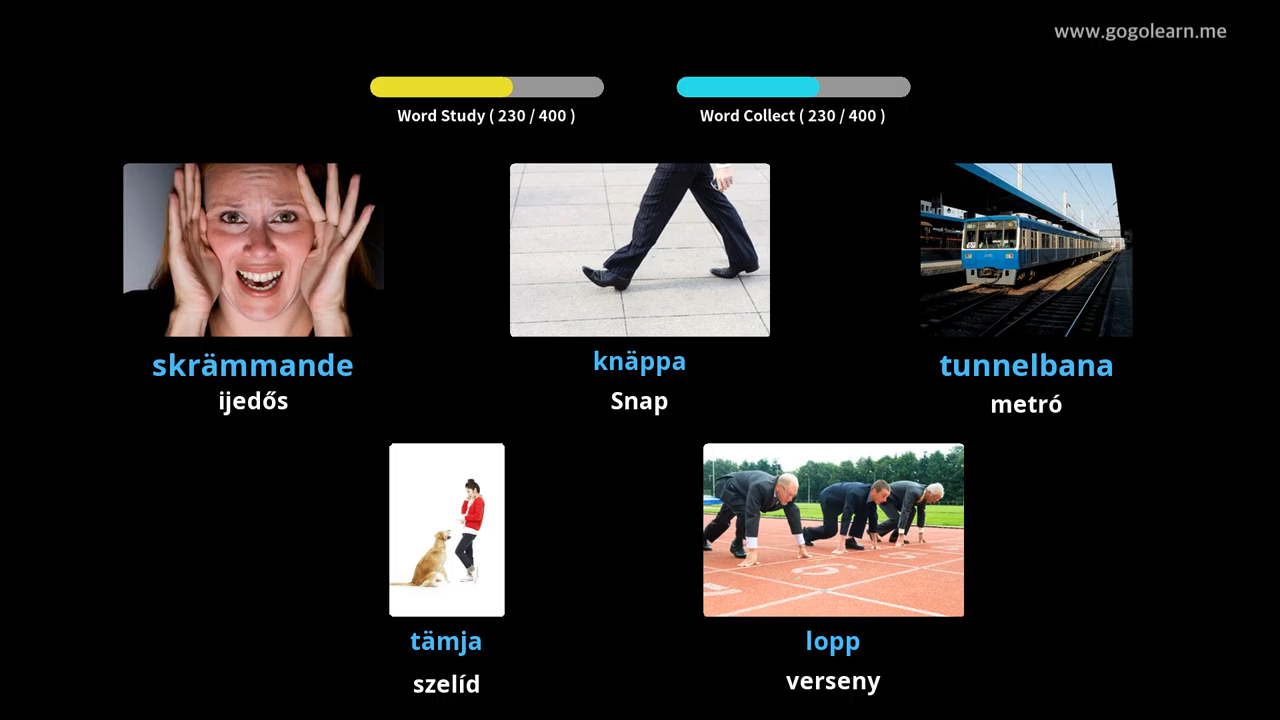 www.gogolearn.me
Word Study ( 230 / 400 )
Word Collect ( 230 / 400 )
skrämmande
ijedős
knäppa
Snap
tunnelbana
metró
tämja
szelíd
lopp
verseny